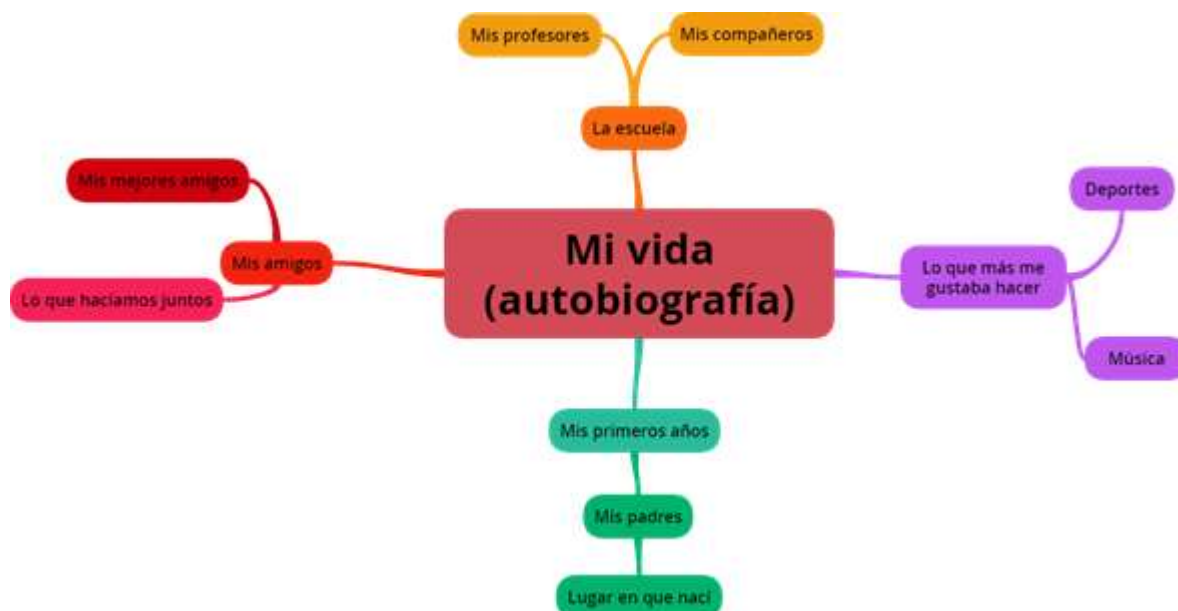 Mis profesores
Mis compañeros
La escuela
Mis mejores amigos
Deportes
Mi vida
(autobiografía)
Mis amigos
Lo que más me
gustaba hacer
Lo que hacíamos juntos
Música
Mis primeros años
Mis padres
Lugar en que nací